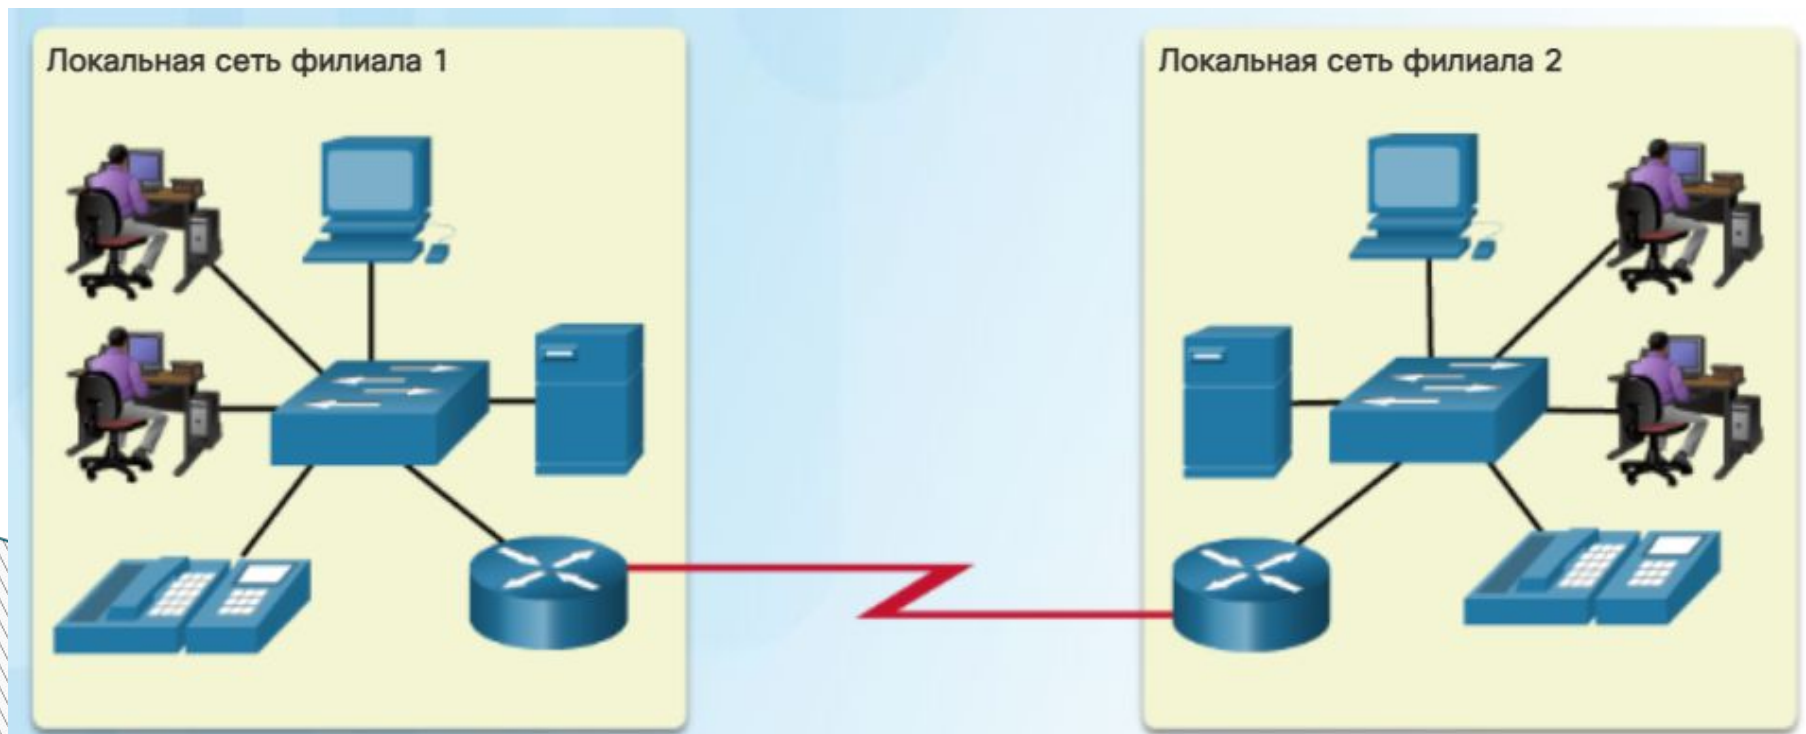 Локальная сеть филиала 1
Локальная сеть филиала 2